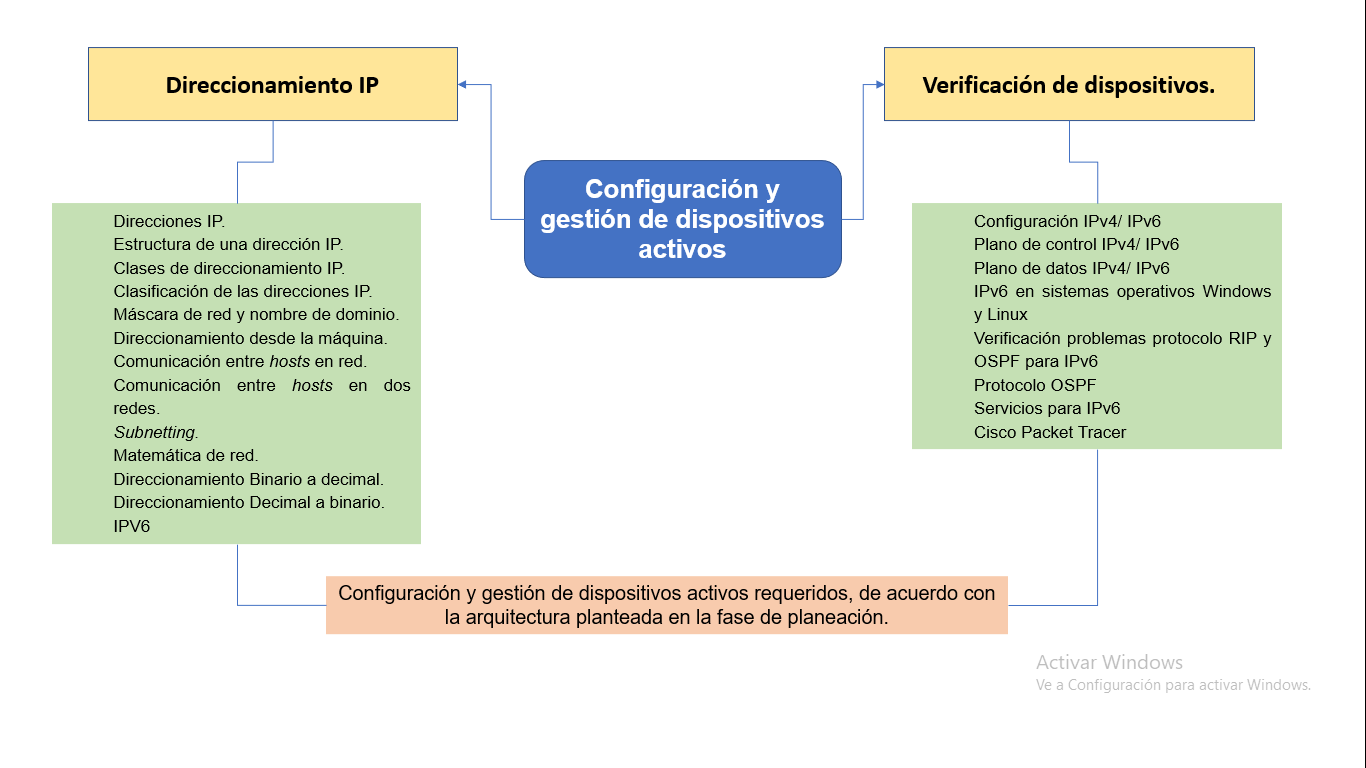 Direccionamiento IP
Verificación de dispositivos.
Configuración y
gestión de dispositivos
activos
Direcciones IP.
Estructura de una dirección IP.
Clases de direccionamiento IP.
Clasificación de las direcciones IP.
Máscara de red y nombre de dominio.
Direccionamiento desde la máquina.
Comunicación entre hosts en red.
Comunicación entre hosts en dos
redes.
Subnetting.
Matemática de red.
Direccionamiento Binario a decimal.
Direccionamiento Decimal a binario.
IPV6
Configuración IPv4/ IPv6
Plano de control IPv4/ IPv6
Plano de datos IPv4/ IPv6
IPv6 en sistemas operativos Windows
y Linux
Verificación problemas protocolo RIP y
OSPF para IPv6
Protocolo OSPF
Servicios para IPv6
Cisco Packet Tracer
Configuración y gestión de dispositivos activos requeridos, de acuerdo con
la arquitectura planteada en la fase de planeación.
Activar Windows
Ve a Configuración para activar Windows.